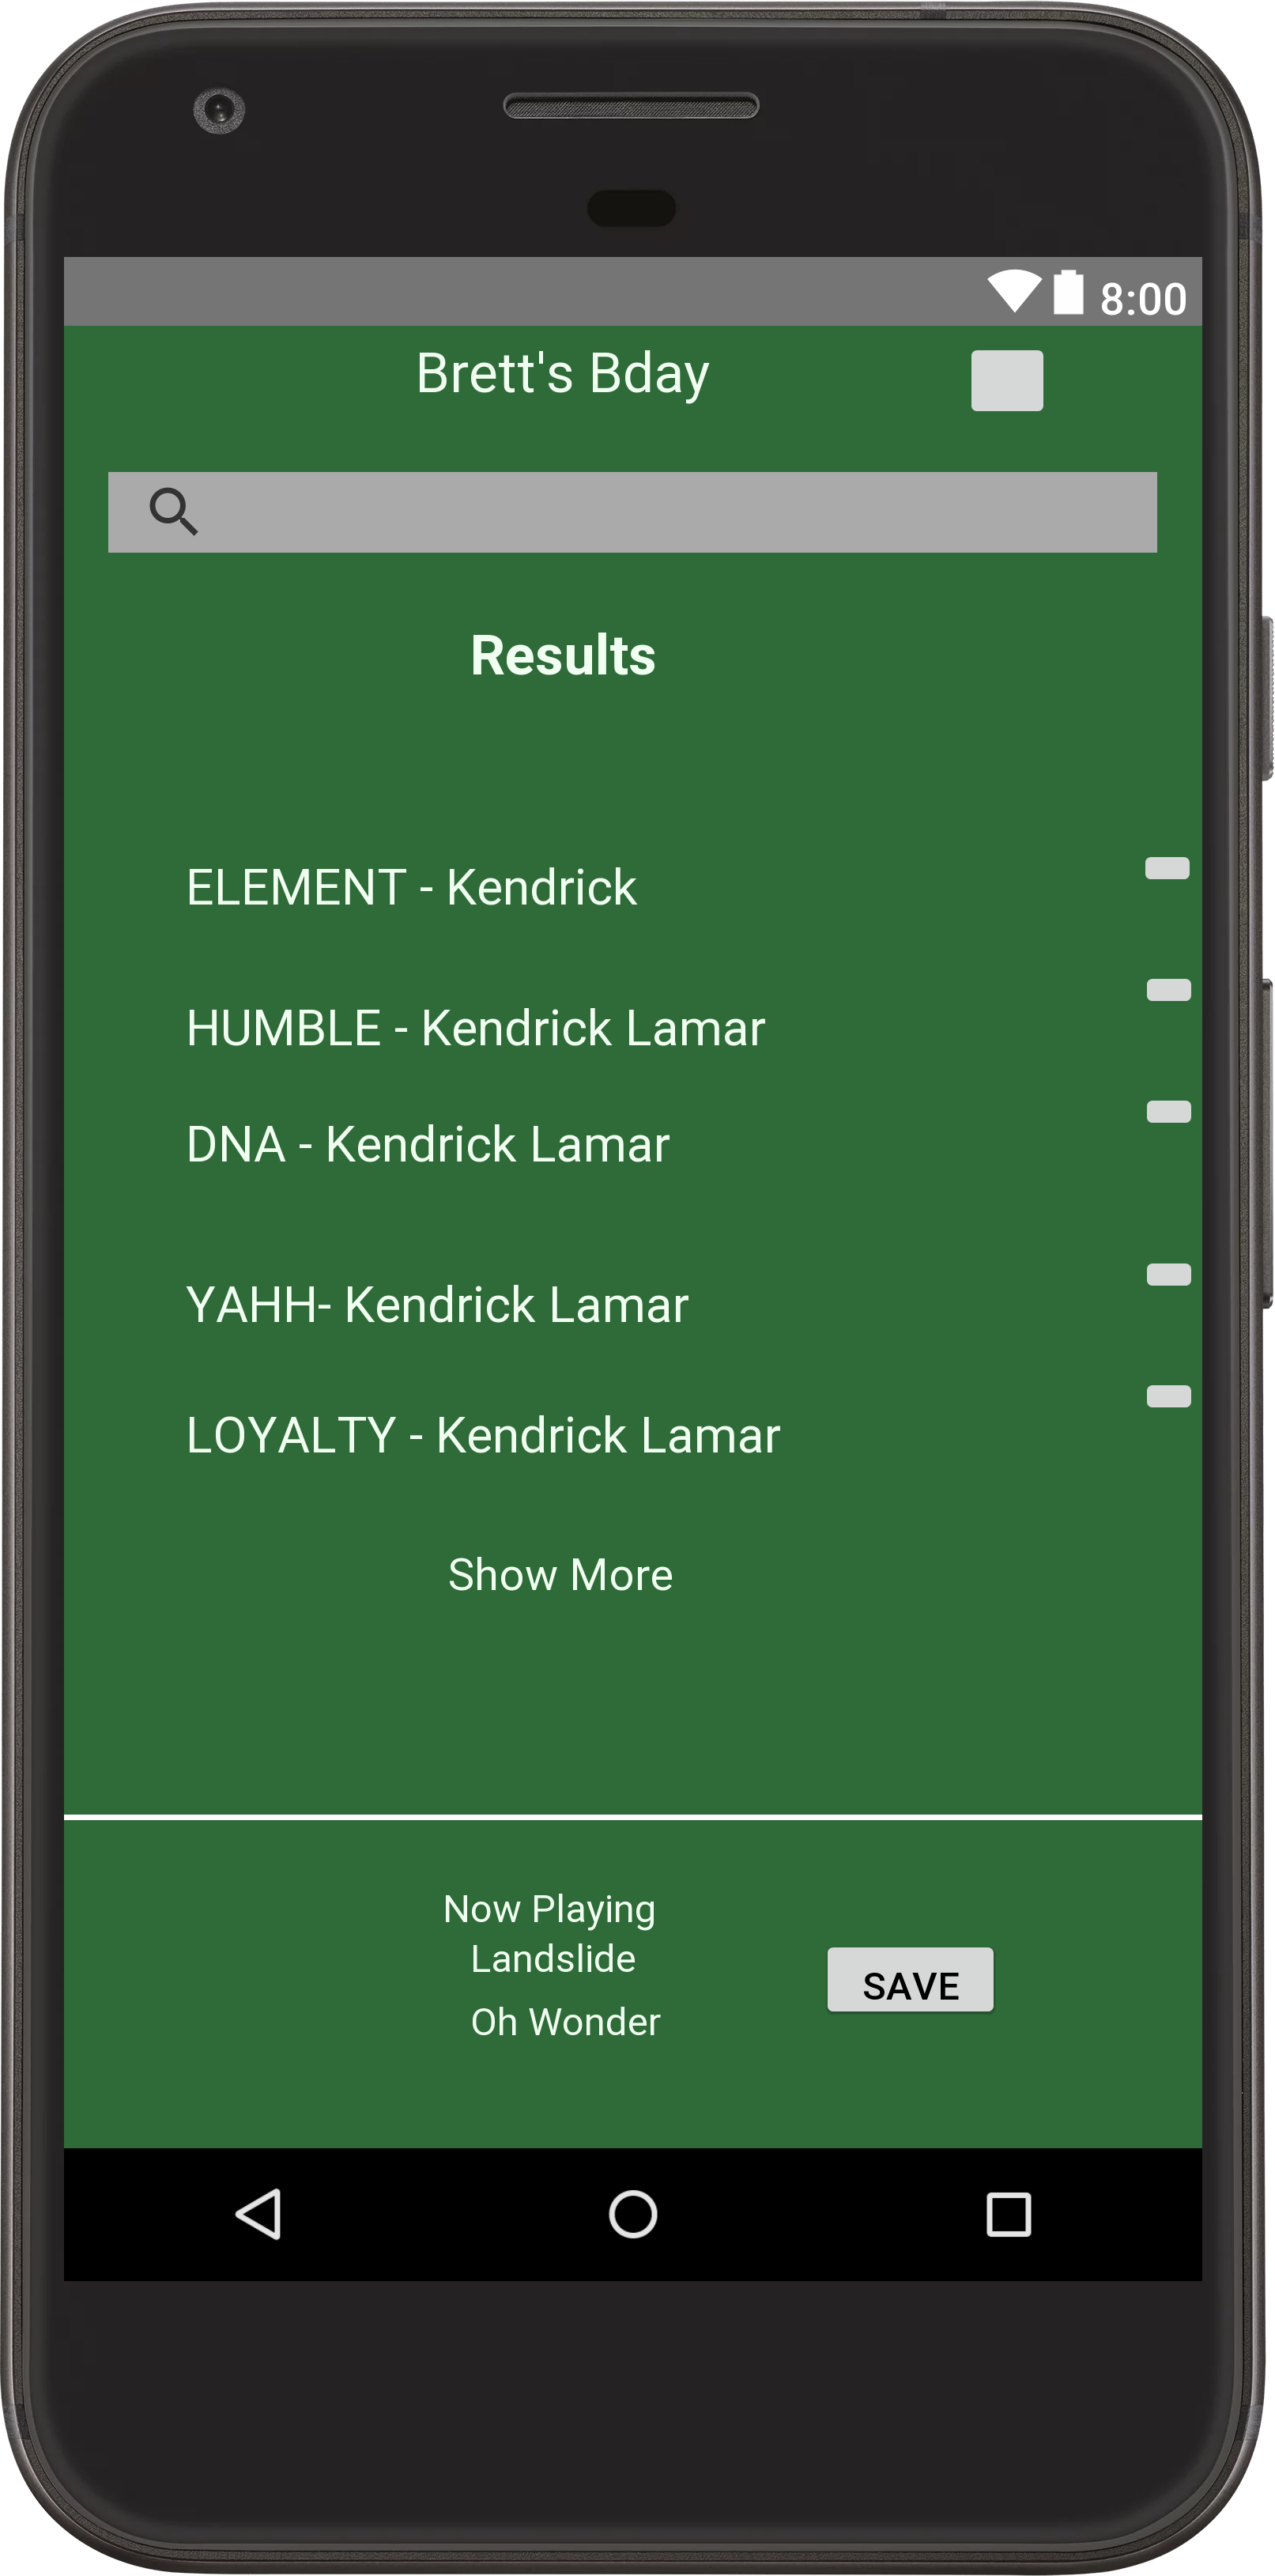 8:00
Brett's Bday
Results
ELEMENT - Kendrick
HUMBLE - Kendrick Lamar
DNA - Kendrick Lamar
YAHH- Kendrick Lamar
LOYALTY - Kendrick Lamar
Show More
Now Playing
Landslide
SAVE
Oh Wonder